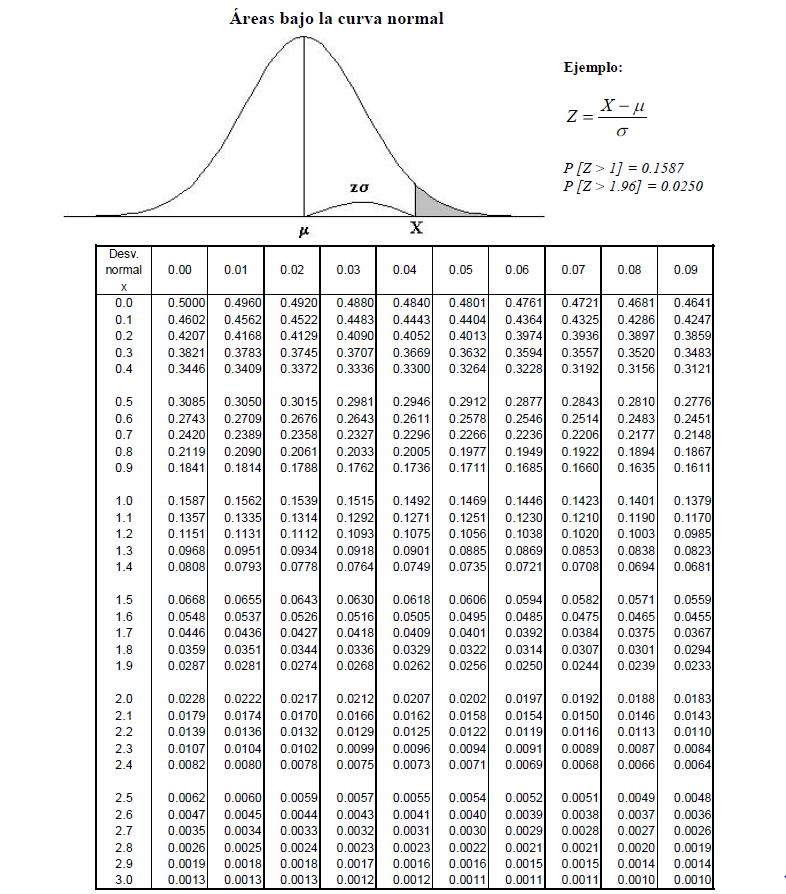 Áreas bajo la curva normal
Ejemplo:
Z = X − μ / σ
P [Z > 1] = 0.1587
P [Z > 1.96] = 0.0250
zσ
μ X
Desv.
normal 0.00 0.01 0.02 0.03 0.04 0.05 0.06 0.07 0.08 0.09
x
0.0 0.5000 0.4960 0.4920 0.4880 0.4840 0.4801 0.4761 0.4721 0.4681 0.4641
0.1 0.4602 0.4562 0.4522 0.4483 0.4443 0.4404 0.4364 0.4325 0.4286 0.4247
0.2 0.4207 0.4168 0.4129 0.4090 0.4052 0.4013 0.3974 0.3936 0.3897 0.3859
0.3 0.3821 0.3783 0.3745 0.3707 0.3669 0.3632 0.3594 0.3557 0.3520 0.3483
0.4 0.3446 0.3409 0.3372 0.3336 0.3300 0.3264 0.3228 0.3192 0.3156 0.3121
0.5 0.3085 0.3050 0.3015 0.2981 0.2946 0.2912 0.2877 0.2843 0.2810 0.2776
0.6 0.2743 0.2709 0.2676 0.2643 0.2611 0.2578 0.2546 0.2514 0.2483 0.2451
0.7 0.2420 0.2389 0.2358 0.2327 0.2296 0.2266 0.2236 0.2206 0.2177 0.2148
0.8 0.2119 0.2090 0.2061 0.2033 0.2005 0.1977 0.1949 0.1922 0.1894 0.1867
0.9 0.1841 0.1814 0.1788 0.1762 0.1736 0.1711 0.1685 0.1660 0.1635 0.1611
1.0 0.1587 0.1562 0.1539 0.1515 0.1492 0.1469 0.1446 0.1423 0.1401 0.1379
1.1 0.1357 0.1335 0.1314 0.1292 0.1271 0.1251 0.1230 0.1210 0.1190 0.1170
1.2 0.1151 0.1131 0.1112 0.1093 0.1075 0.1056 0.1038 0.1020 0.1003 0.0985
1.3 0.0968 0.0951 0.0934 0.0918 0.0901 0.0885 0.0869 0.0853 0.0838 0.0823
1.4 0.0808 0.0793 0.0778 0.0764 0.0749 0.0735 0.0721 0.0708 0.0694 0.0681
1.5 0.0668 0.0655 0.0643 0.0630 0.0618 0.0606 0.0594 0.0582 0.0571 0.0559
1.6 0.0548 0.0537 0.0526 0.0516 0.0505 0.0495 0.0485 0.0475 0.0465 0.0455
1.7 0.0446 0.0436 0.0427 0.0418 0.0409 0.0401 0.0392 0.0384 0.0375 0.0367
1.8 0.0359 0.0351 0.0344 0.0336 0.0329 0.0322 0.0314 0.0307 0.0301 0.0294
1.9 0.0287 0.0281 0.0274 0.0268 0.0262 0.0256 0.0250 0.0244 0.0239 0.0233
2.0 0.0228 0.0222 0.0217 0.0212 0.0207 0.0202 0.0197 0.0192 0.0188 0.0183
2.1 0.0179 0.0174 0.0170 0.0166 0.0162 0.0158 0.0154 0.0150 0.0146 0.0143
2.2 0.0139 0.0136 0.0132 0.0129 0.0125 0.0122 0.0119 0.0116 0.0113 0.0110
2.3 0.0107 0.0104 0.0102 0.0099 0.0096 0.0094 0.0091 0.0089 0.0087 0.0084
2.4 0.0082 0.0080 0.0078 0.0075 0.0073 0.0071 0.0069 0.0068 0.0066 0.0064
2.5 0.0062 0.0060 0.0059 0.0057 0.0055 0.0054 0.0052 0.0051 0.0049 0.0048
2.6 0.0047 0.0045 0.0044 0.0043 0.0041 0.0040 0.0039 0.0038 0.0037 0.0036
2.7 0.0035 0.0034 0.0033 0.0032 0.0031 0.0030 0.0029 0.0028 0.0027 0.0026
2.8 0.0026 0.0025 0.0024 0.0023 0.0023 0.0022 0.0021 0.0021 0.0020 0.0019
2.9 0.0019 0.0018 0.0018 0.0017 0.0016 0.0016 0.0015 0.0015 0.0014 0.0014
3.0 0.0013 0.0013 0.0013 0.0012 0.0012 0.0011 0.0011 0.0011 0.0010 0.0010